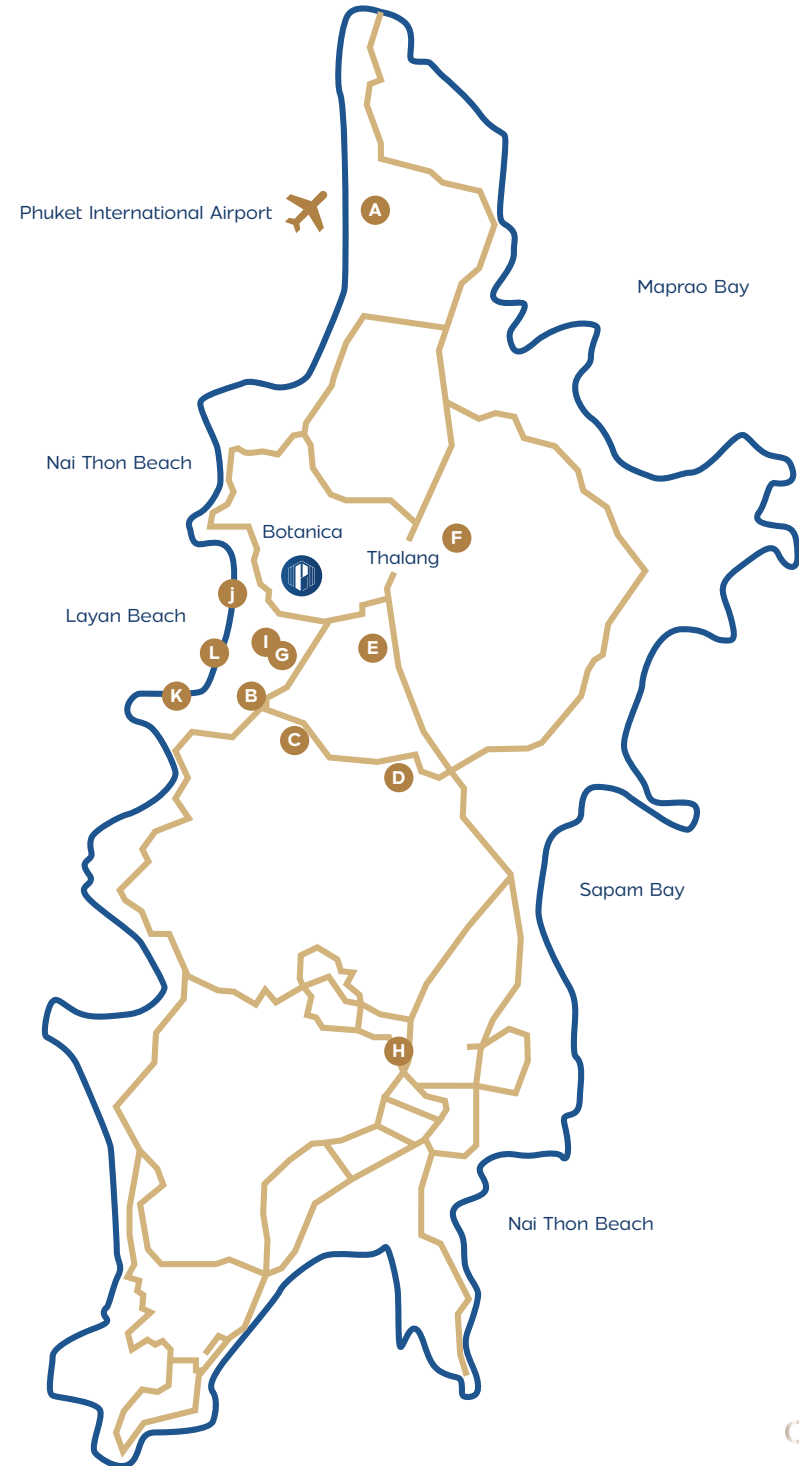 A
Phuket International Airport
Maprao Bay
Nai Thon Beach
Botanica
F
Thalang
j
Layan Beach
I
G
E
L
K
B
C
D
Sapam Bay
H
Nai Thon Beach